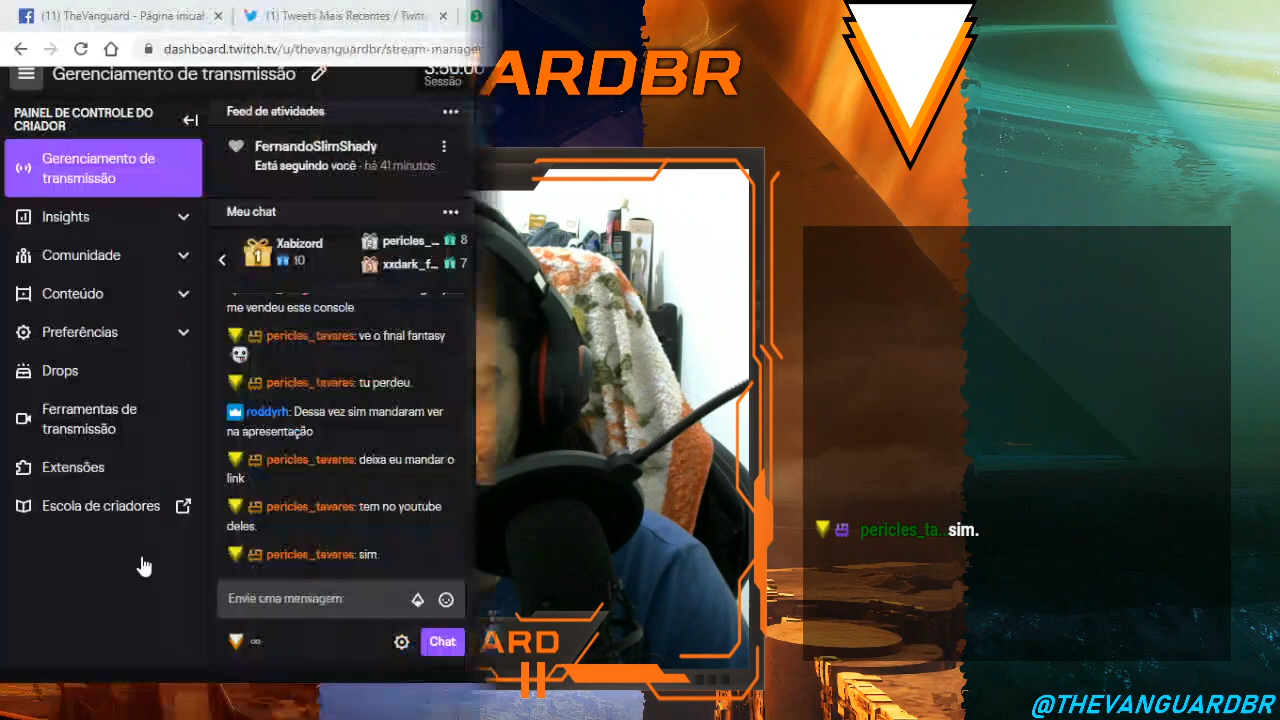 (11) TheVanguard - Página inicial
(1) Tweets Mais Recentes / Twitt
dashboard.twitch.tv/u/thevanguardbr/stream-manager
Gerenciamento de transmissão
3:50:00
Sessão
ARDBR
PAINEL DE CONTROLE DO
CRIADOR
Gerenciamento de
transmissão
Insights
Comunidade
Conteúdo
Preferências
Drops
Ferramentas de
transmissão
Extensões
Escola de criadores
Feed de atividades
FernandoSlimShady
Está seguindo você - há 41 minutos
Meu chat
1 Xabizord
10
pericles_... 8
xxdark_f... 7
me vendeu esse console
pericles_tavares: ve o final fantasy
pericles_tavares: tu perdeu.
roddyrh: Dessa vez sim mandaram ver
na apresentação
pericles_tavares: deixa eu mandar o
link
pericles_tavares: tem no youtube
deles.
pericles_tavares: sim.
Envie uma mensagem:
Chat
ARD
pericles_ta...sim.
@THEVANGUARDBR